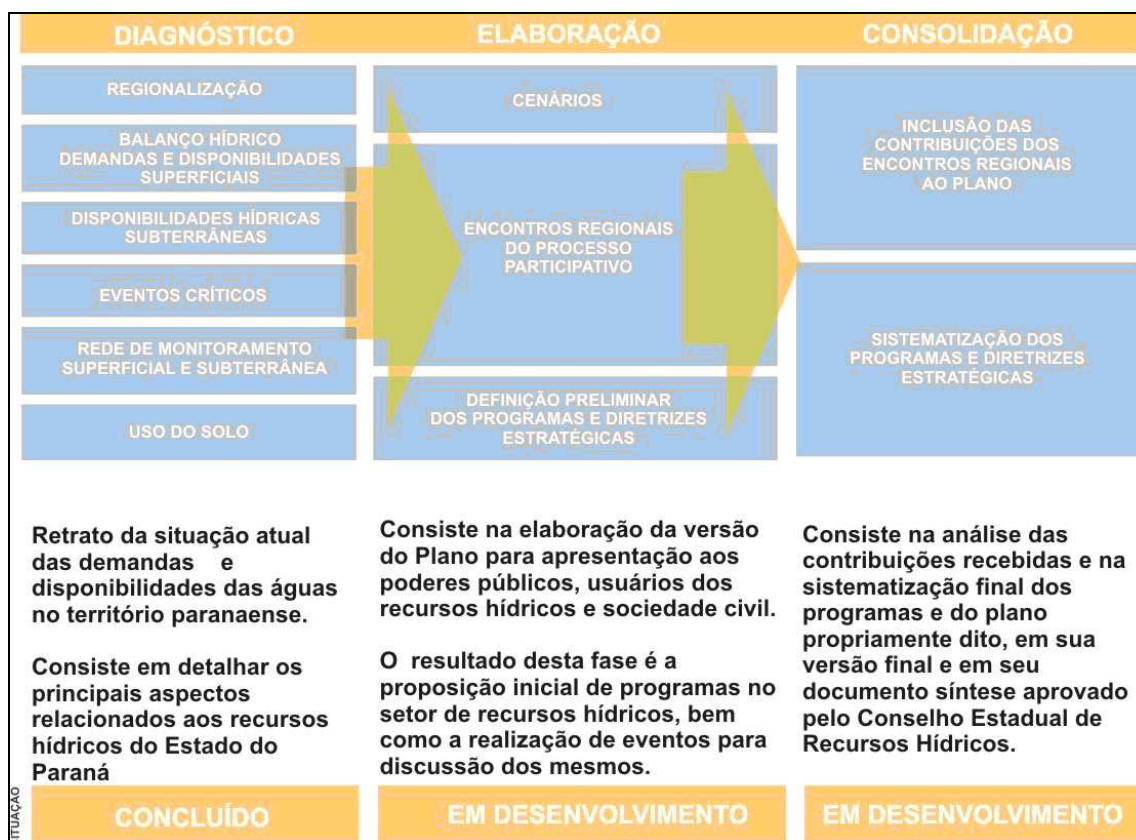 DIAGNÓSTICO
ELABORAÇÃO
CONSOLIDAÇÃO
REGIONALIZAÇÃO
BALANÇO HÍDRICO
DEMANDAS E DISPONIBILIDADES
SUPERFICIAIS
DISPONIBILIDADES HÍDRICAS
SUBTERRÂNEAS
EVENTOS CRÍTICOS
REDE DE MONITORAMENTO
SUPERFICIAL E SUBTERRÂNEA
USO DO SOLO
CENÁRIOS
ENCONTROS REGIONAIS
DO PROCESSO
PARTICIPATIVO
DEFINIÇÃO PRELIMINAR
DOS PROGRAMAS E DIRETRIZES
ESTRATÉGICAS
INCLUSÃO DAS
CONTRIBUIÇÕES DOS
ENCONTROS REGIONAIS
AO PLANO
SISTEMATIZAÇÃO DOS
PROGRAMAS E DIRETRIZES
ESTRATÉGICAS
Retrato da situação atual
das demandas e
disponibilidades das águas
no território paranaense.
Consiste em detalhar os
principais aspectos
relacionados aos recursos
hídricos do Estado do
Paraná
Consiste na elaboração da versão
do Plano para apresentação aos
poderes públicos, usuários dos
recursos hídricos e sociedade civil.
O resultado desta fase é a
proposição inicial de programas no
setor de recursos hídricos, bem
como a realização de eventos para
discussão dos mesmos.
Consiste na análise das
contribuições recebidas e na
sistematização final dos
programas e do plano
propriamente dito, em sua
versão final e em seu
documento síntese aprovado
pelo Conselho Estadual de
Recursos Hídricos.
ITUAÇÃO
CONCLUÍDO
EM DESENVOLVIMENTO
EM DESENVOLVIMENTO